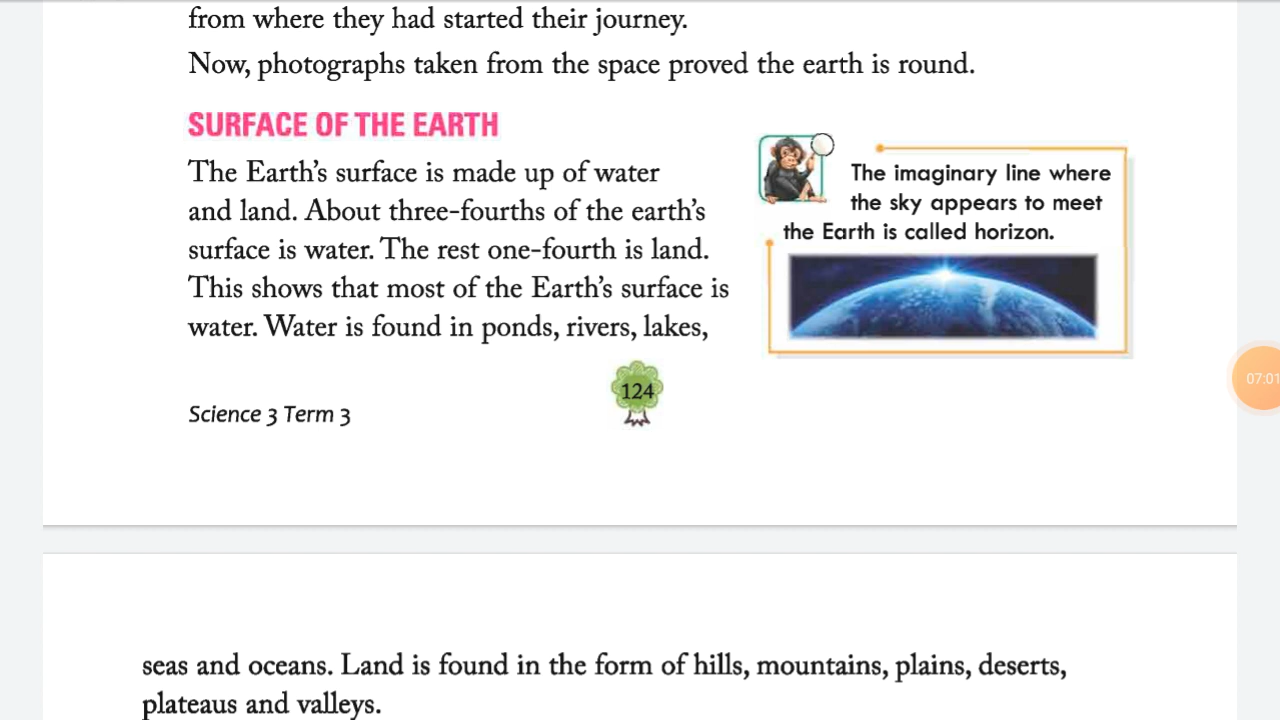 from where they had started their journey.
Now, photographs taken from the space proved the earth is round.
SURFACE OF THE EARTH
The Earth's surface is made up of water
and land. About three-fourths of the earth's
surface is water. The rest one-fourth is land.
This shows that most of the Earth's surface is
water. Water is found in ponds, rivers, lakes,
The imaginary line where
the sky appears to meet
the Earth is called horizon.
124
Science 3 Term 3
07:01
seas and oceans. Land is found in the form of hills, mountains, plains, deserts,
plateaus and valleys.